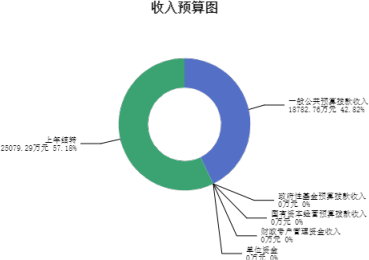 收入预算图
一般公共预算拨款收入
18782.76万元 42.82%
上年结转
25079.29万元 57.18%
政府性基金预算拨款收入
0万元 0%
国有资本经营预算拨款收入
0万元 0%
财政专户管理资金收入
0万元 0%
单位资金
0万元 0%